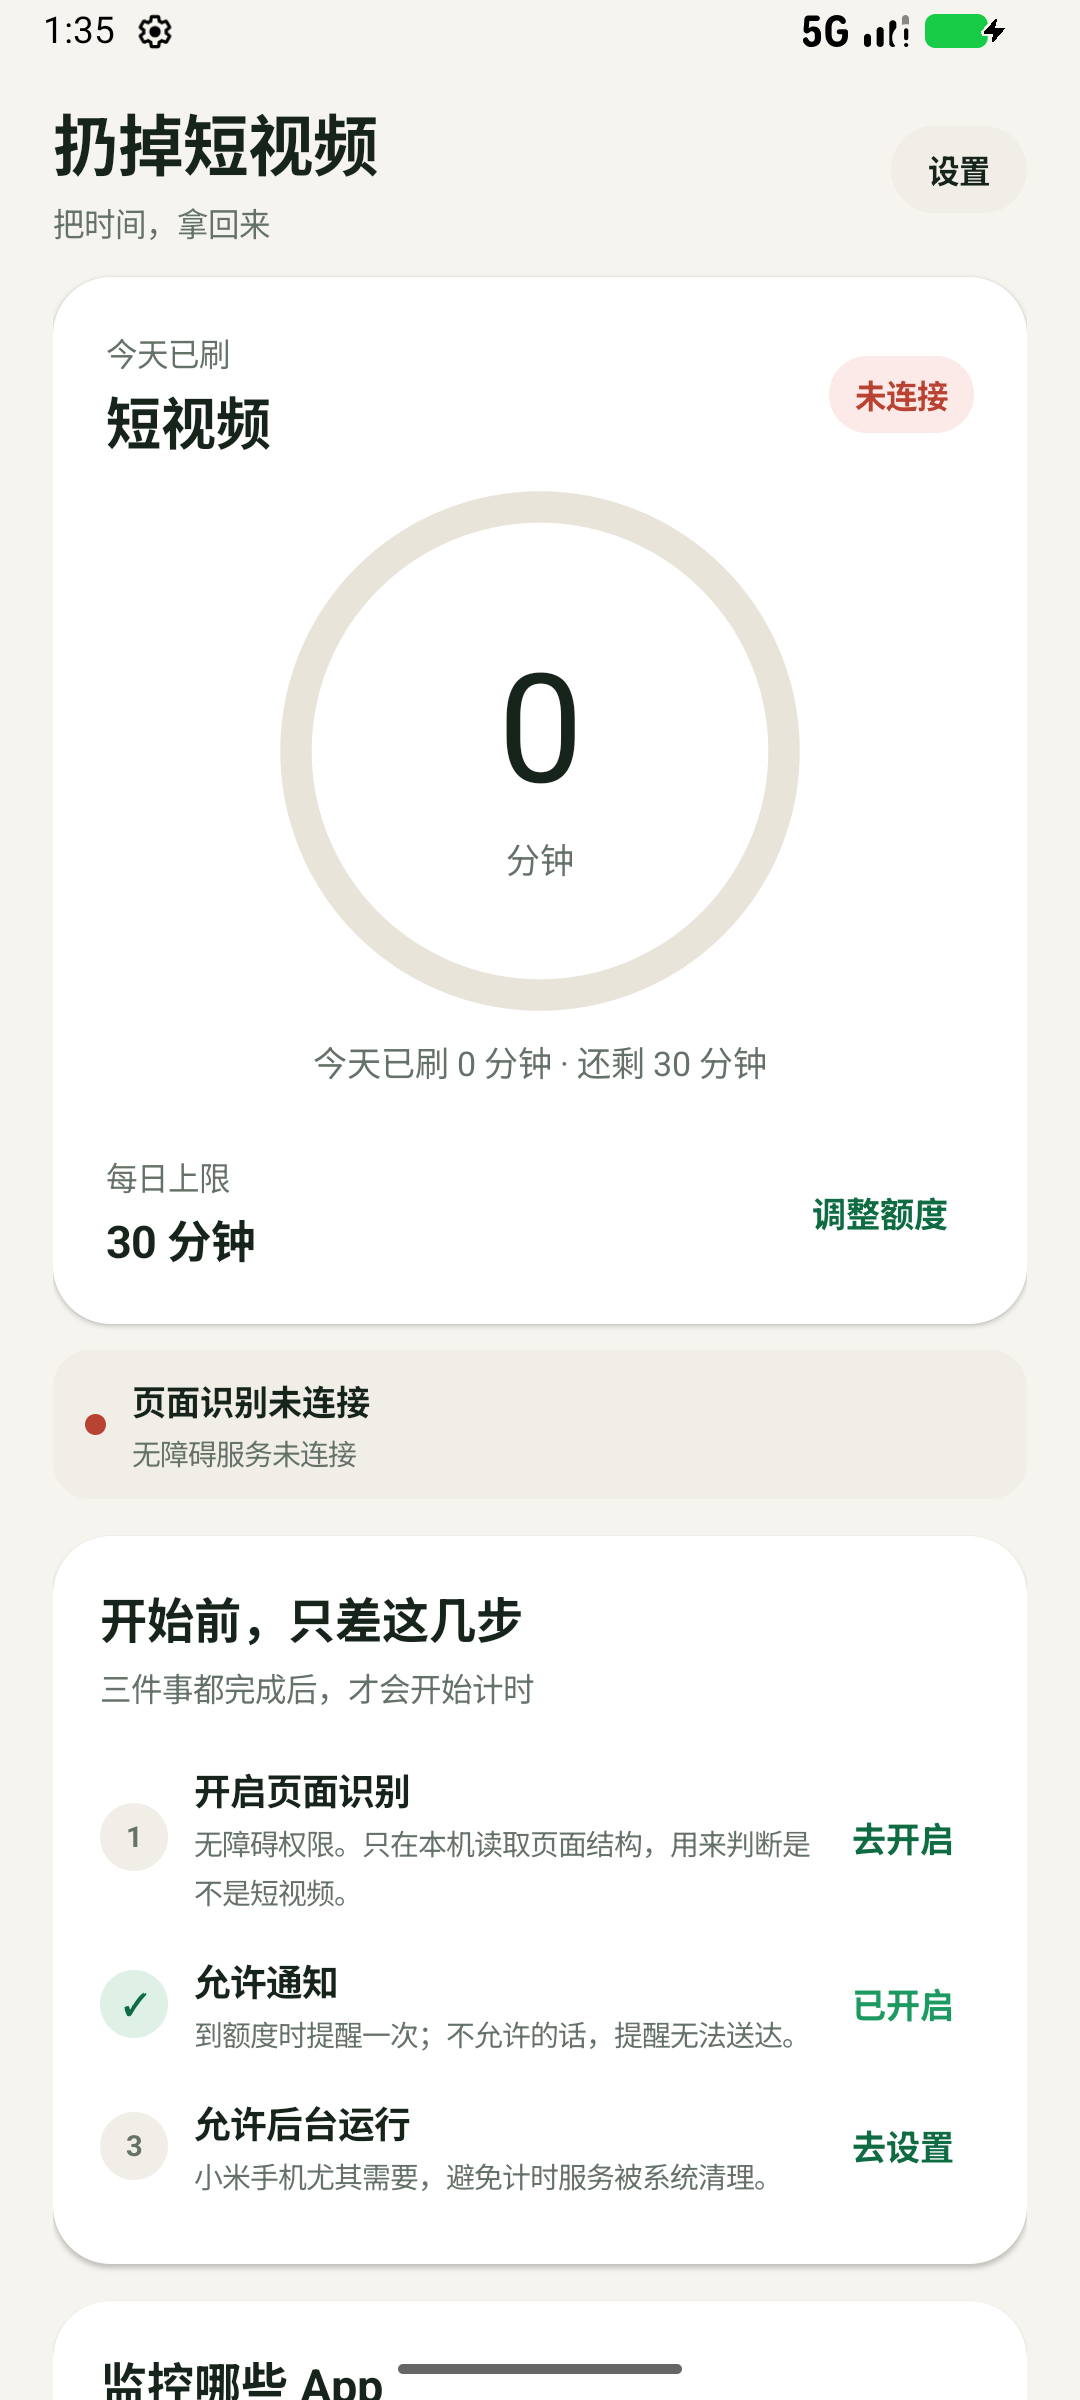 1:35
5G
扔掉短视频
把时间，拿回来
设置
今天已刷
短视频
未连接
0
分钟
今天已刷 0 分钟 · 还剩 30 分钟
每日上限
30 分钟
调整额度
页面识别未连接
无障碍服务未连接
开始前，只差这几步
三件事都完成后，才会开始计时
1
开启页面识别
无障碍权限。只在本机读取页面结构，用来判断是
不是短视频。
去开启
✓
允许通知
到额度时提醒一次；不允许的话，提醒无法送达。
已开启
3
允许后台运行
小米手机尤其需要，避免计时服务被系统清理。
去设置
监控哪些 App